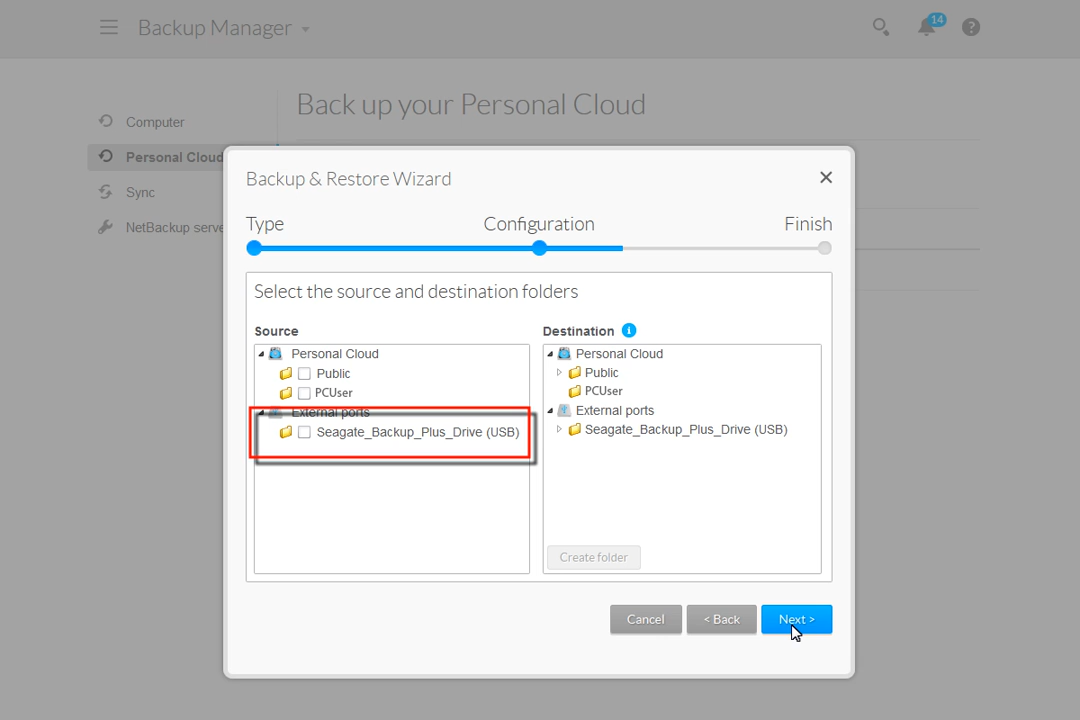 Backup Manager
14
?
Back up your Personal Cloud
Computer
Personal Cloud
Sync
NetBackup serve
Backup & Restore Wizard
Type
Configuration
Finish
Select the source and destination folders
Source
Personal Cloud
Public
PCUser
External ports
Seagate_Backup_Plus_Drive (USB)
Destination i
Personal Cloud
Public
PCUser
External ports
Seagate_Backup_Plus_Drive (USB)
Create folder
Cancel
< Back
Next >